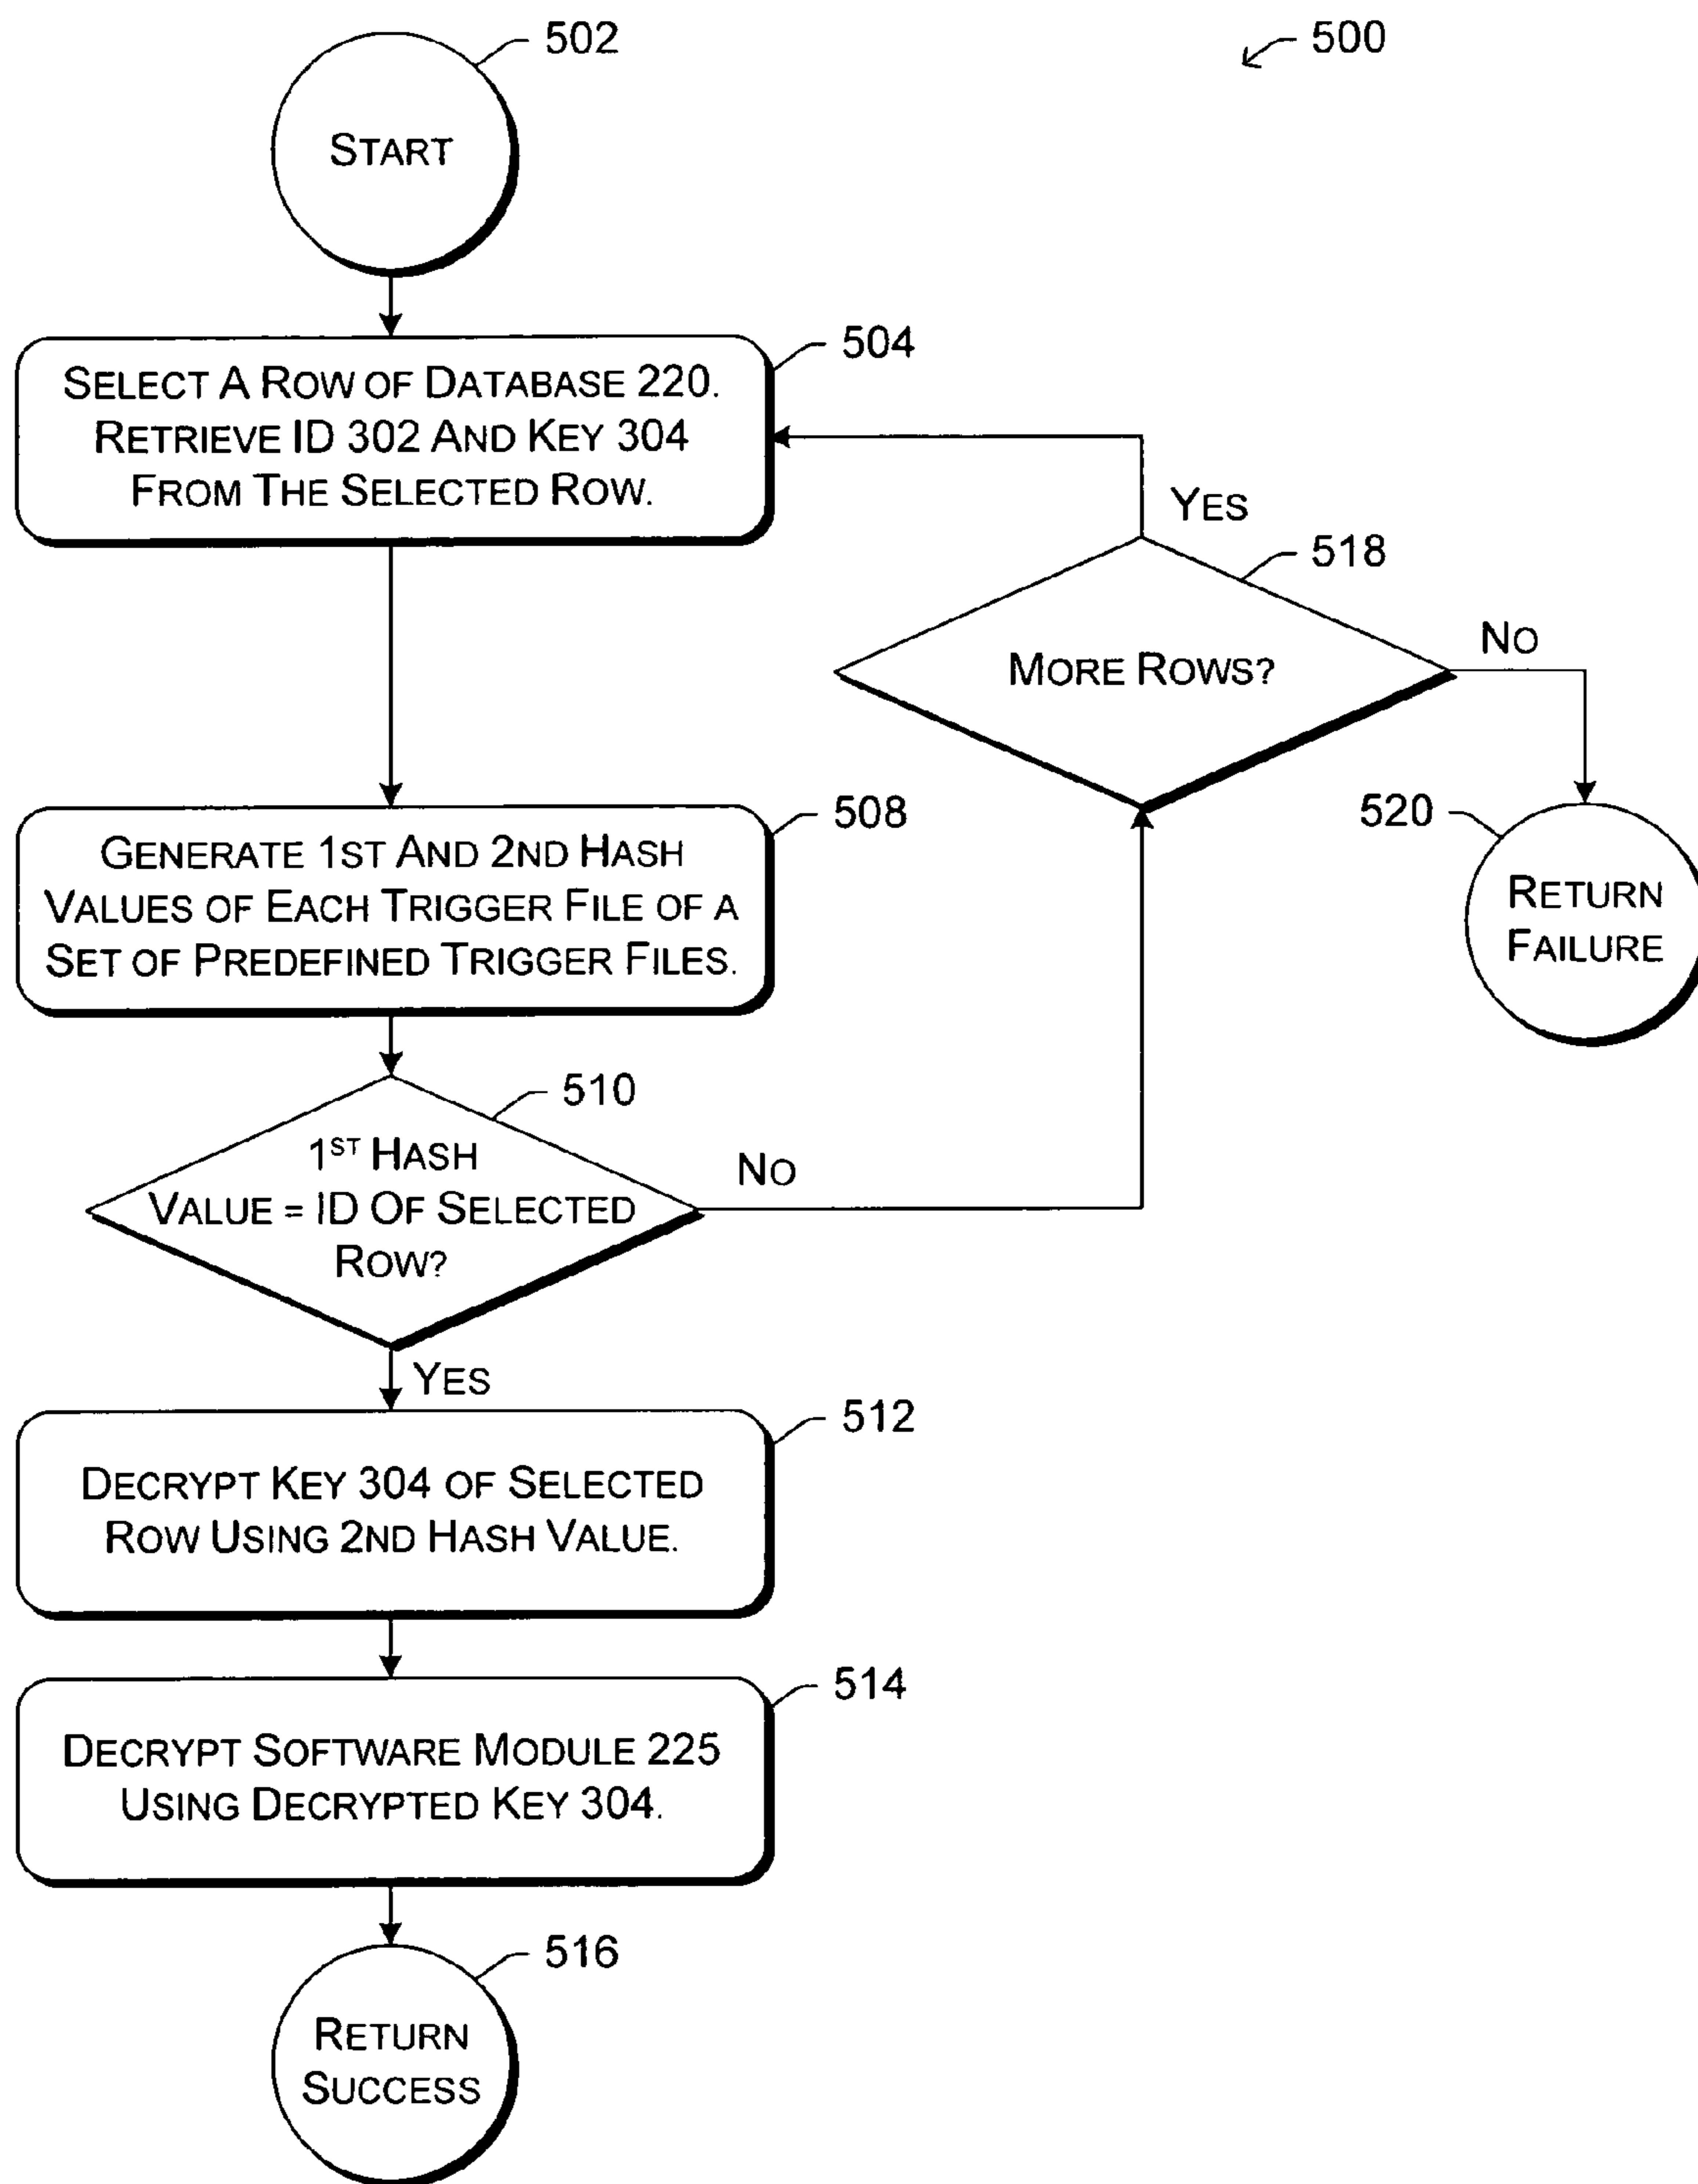 502
500
START
504
SELECT A ROW OF DATABASE 220.
RETRIEVE ID 302 AND KEY 304
FROM THE SELECTED ROW.
YES
518
MORE ROWS?
NO
508
GENERATE 1ST AND 2ND HASH
VALUES OF EACH TRIGGER FILE OF A
SET OF PREDEFINED TRIGGER FILES.
520
RETURN
FAILURE
510
1ST HASH
VALUE = ID OF SELECTED
ROW?
NO
YES
512
DECRYPT KEY 304 OF SELECTED
ROW USING 2ND HASH VALUE.
514
DECRYPT SOFTWARE MODULE 225
USING DECRYPTED KEY 304.
516
RETURN
SUCCESS